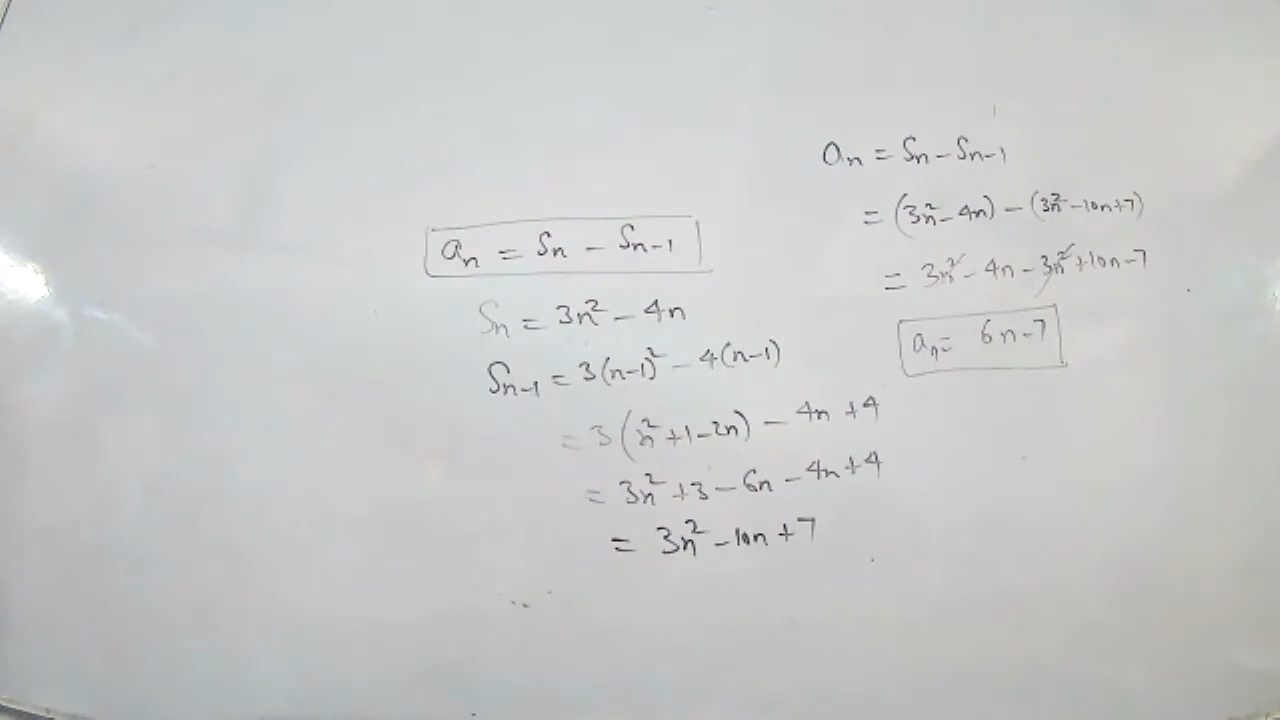 aₙ = Sₙ − Sₙ₋₁
Sₙ = 3n² − 4n
Sₙ₋₁ = 3(n−1)² − 4(n−1)
= 3(n²+1−2n) − 4n + 4
= 3n² + 3 − 6n − 4n + 4
= 3n² − 10n + 7
aₙ = Sₙ − Sₙ₋₁
= (3n² − 4n) − (3n² − 10n + 7)
= 3n² − 4n − 3n² + 10n − 7
aₙ = 6n − 7